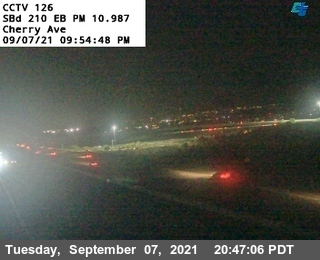 CCTV 126
SBd 210 EB PM 10.987
Cherry Ave
09/07/21 09:54:48 PM
Tuesday, September 07, 2021 20:47:06 PDT